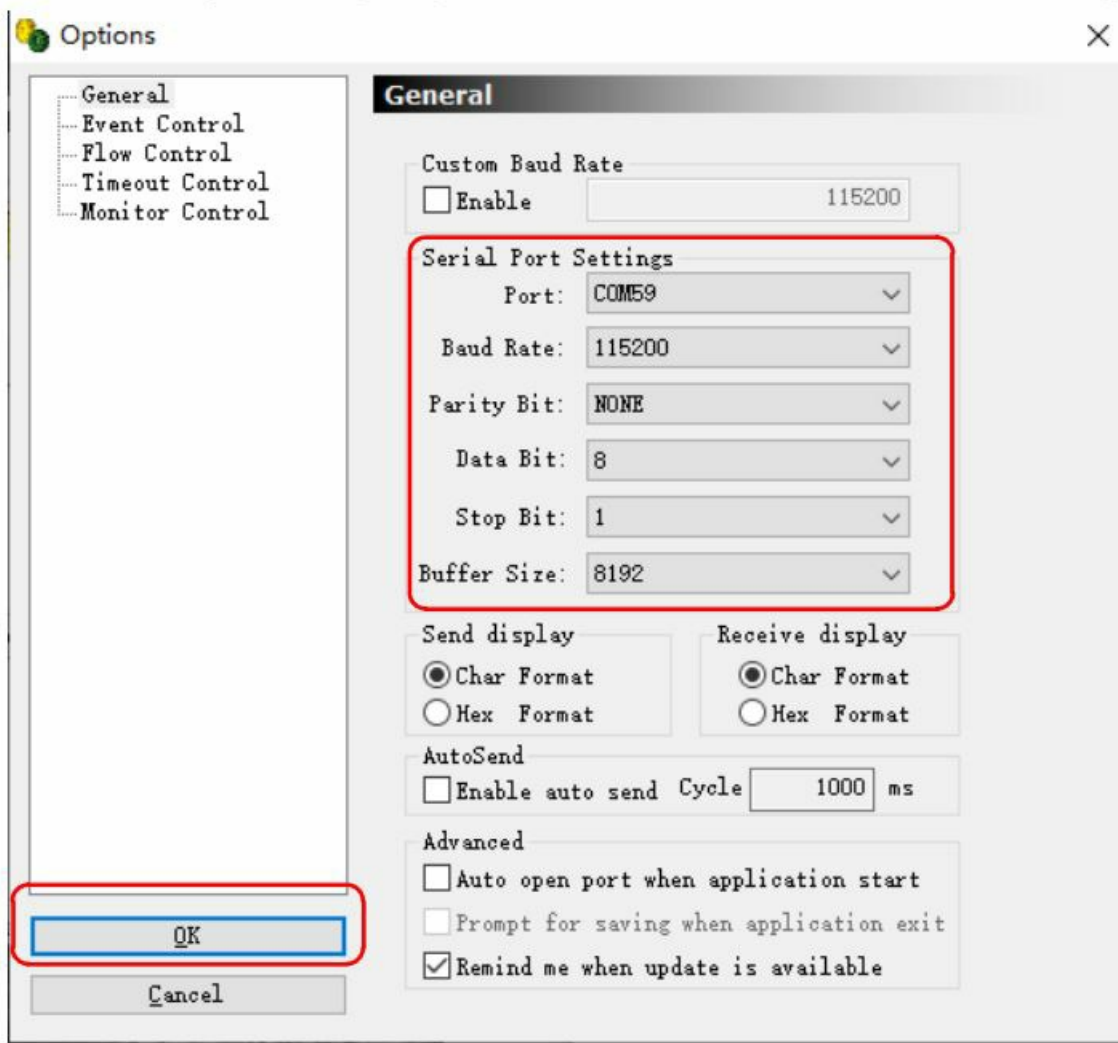 Options
General
Event Control
Flow Control
Timeout Control
Monitor Control
OK
Cancel
General
Custom Baud Rate
Enable 115200
Serial Port Settings
Port: COM59
Baud Rate: 115200
Parity Bit: NONE
Data Bit: 8
Stop Bit: 1
Buffer Size: 8192
Send display
Char Format
Hex Format
Receive display
Char Format
Hex Format
AutoSend
Enable auto send Cycle 1000 ms
Advanced
Auto open port when application start
Prompt for saving when application exit
Remind me when update is available